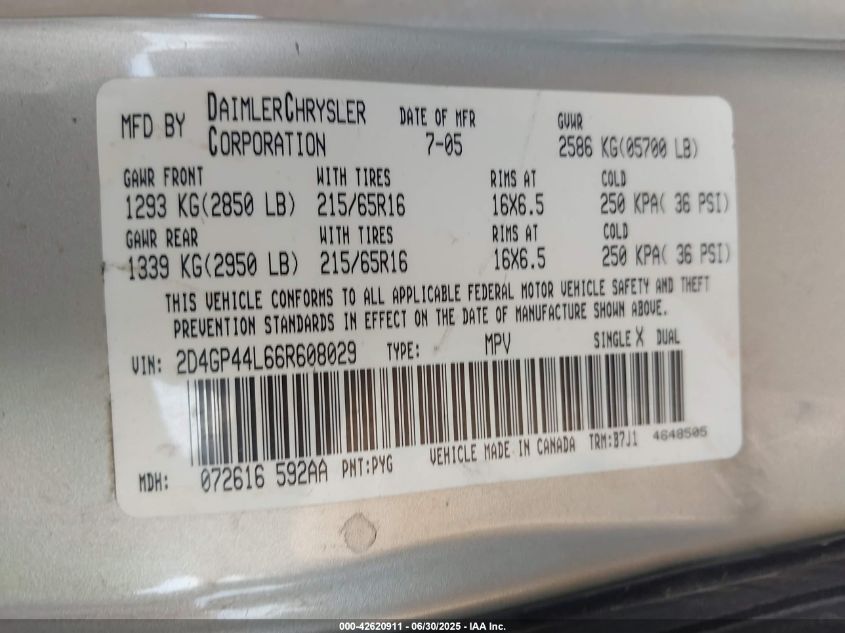 MFD BY DAIMLERCHRYSLER CORPORATION DATE OF MFR 7-05 GVWR 2586 KG(05700 LB)
GAWR FRONT WITH TIRES RIMS AT COLD
1293 KG(2850 LB) 215/65R16 16X6.5 250 KPA( 36 PSI)
GAWR REAR WITH TIRES RIMS AT COLD
1339 KG(2950 LB) 215/65R16 16X6.5 250 KPA( 36 PSI)
THIS VEHICLE CONFORMS TO ALL APPLICABLE FEDERAL MOTOR VEHICLE SAFETY AND THEFT
PREVENTION STANDARDS IN EFFECT ON THE DATE OF MANUFACTURE SHOWN ABOVE.
VIN: 2D4GP44L66R608029 TYPE: MPV SINGLE X DUAL
MDH: 072616 592AA PNT:PYG VEHICLE MADE IN CANADA TRM:B7J1 4648505
000-42620911 - 06/30/2025 - IAA Inc.